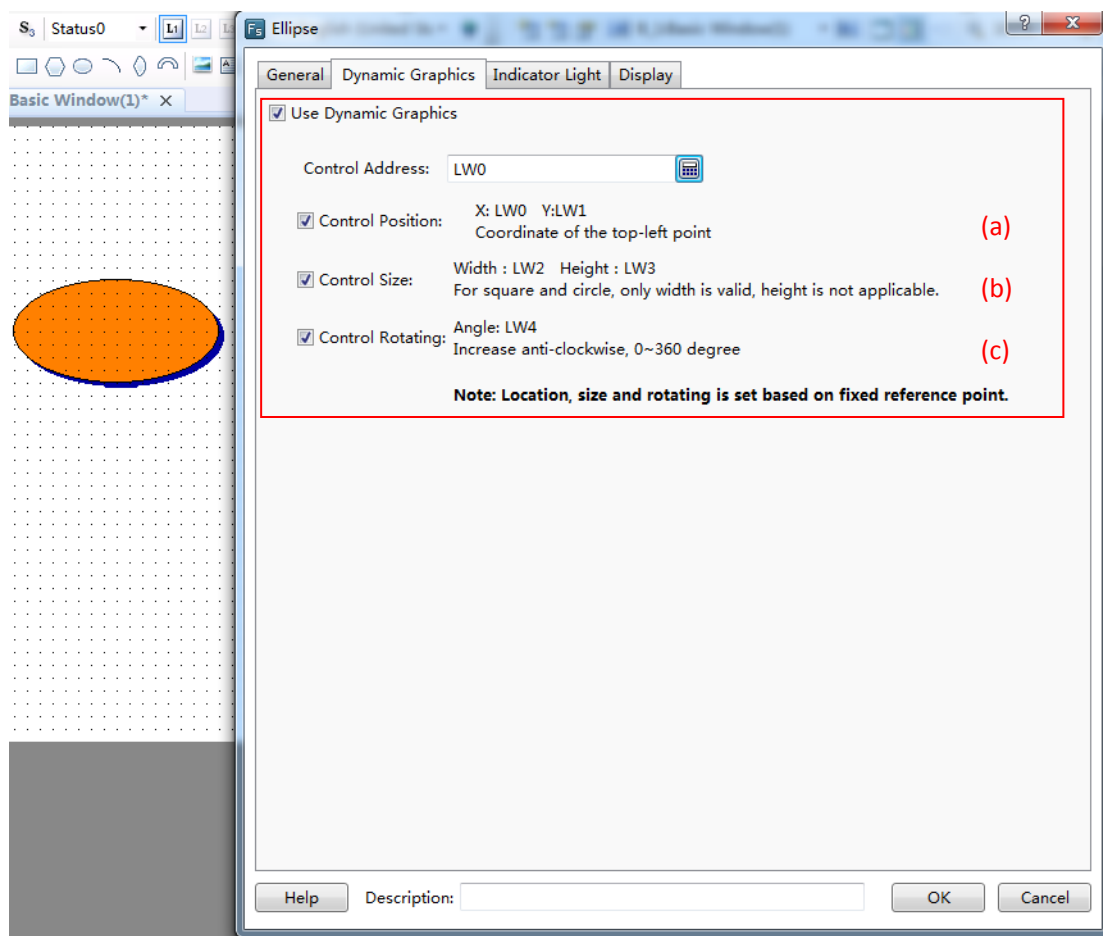 S3 Status0 L1 L2
Basic Window(1)* X
Fs Ellipse
General Dynamic Graphics Indicator Light Display
Use Dynamic Graphics
Control Address: LW0
Control Position: X: LW0 Y:LW1
Coordinate of the top-left point (a)
Control Size: Width : LW2 Height : LW3
For square and circle, only width is valid, height is not applicable. (b)
Control Rotating: Angle: LW4
Increase anti-clockwise, 0~360 degree (c)
Note: Location, size and rotating is set based on fixed reference point.
Help Description: OK Cancel